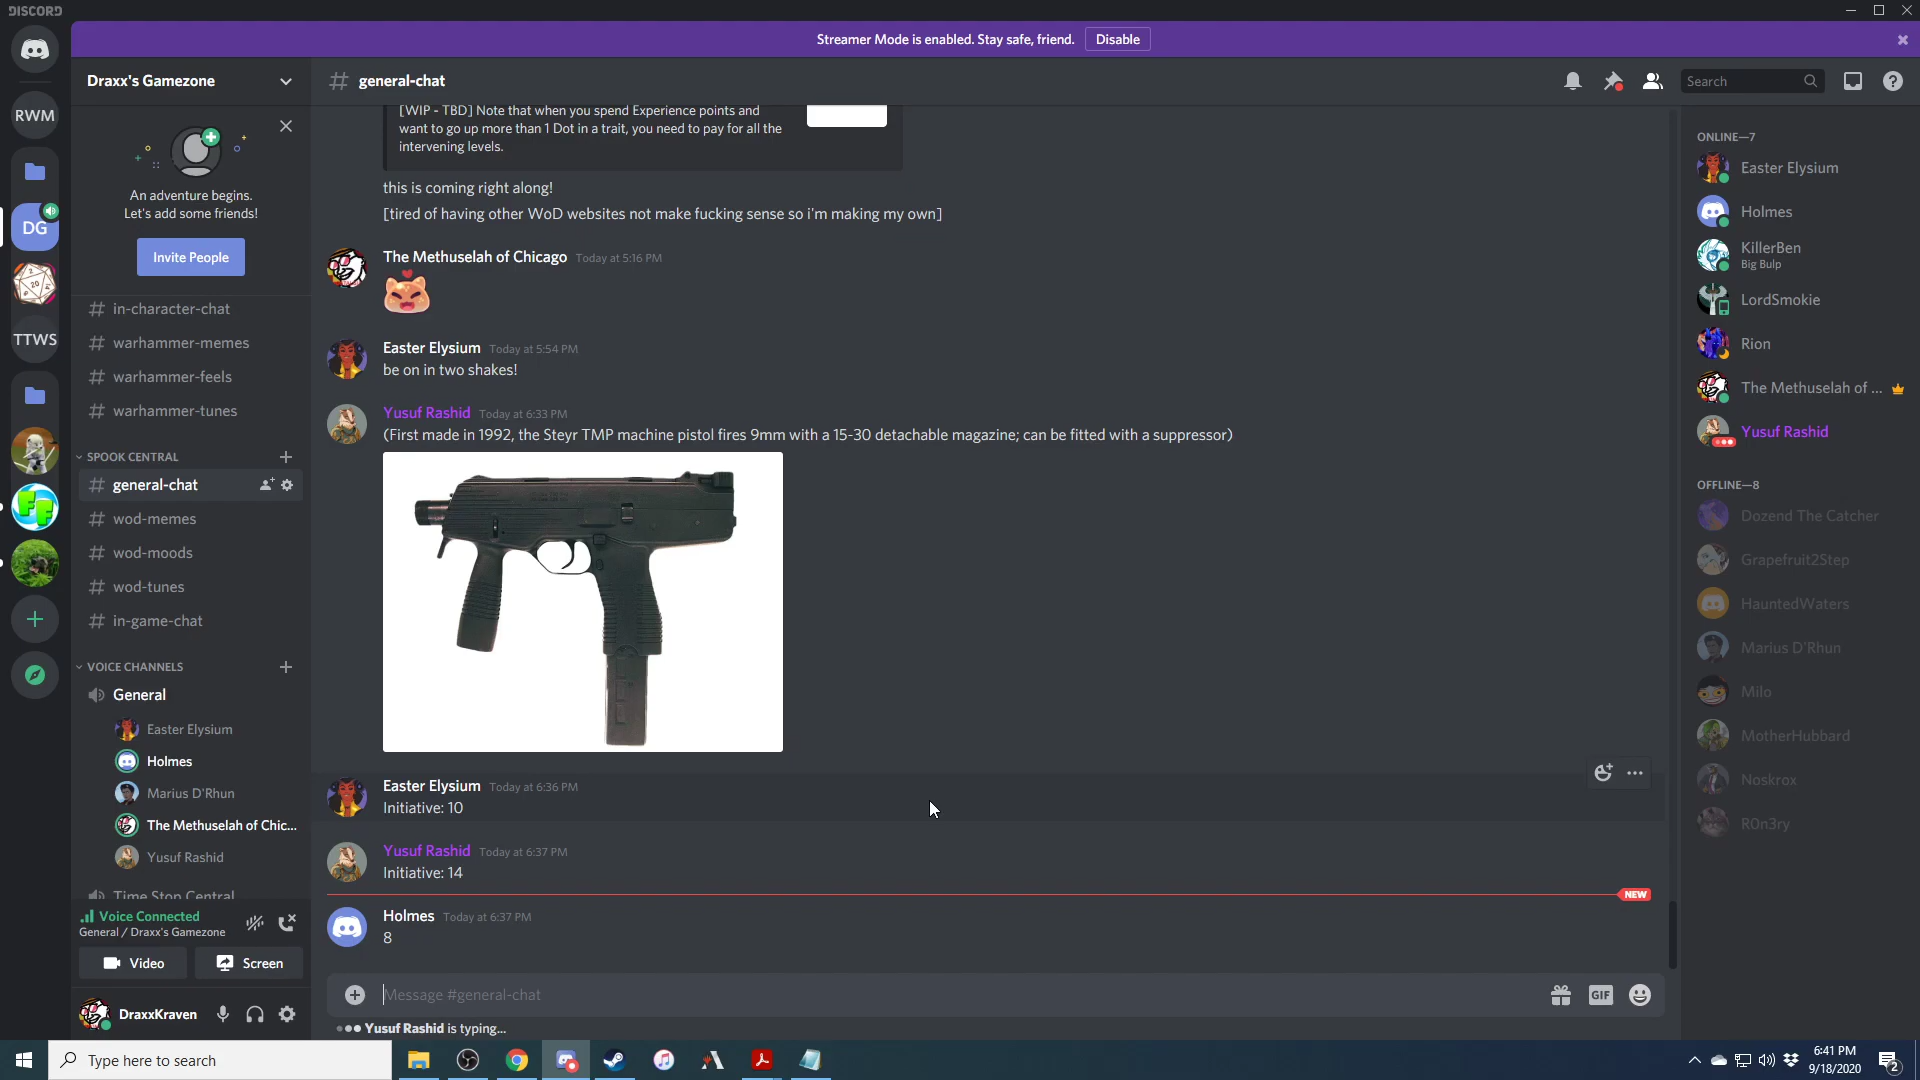 DISCORD
Streamer Mode is enabled. Stay safe, friend.
Disable
RWM
DG
20
TTWS
FF
Draxx's Gamezone
An adventure begins.
Let's add some friends!
Invite People
in-character-chat
warhammer-memes
warhammer-feels
warhammer-tunes
SPOOK CENTRAL
general-chat
wod-memes
wod-moods
wod-tunes
in-game-chat
VOICE CHANNELS
General
Easter Elysium
Holmes
Marius D'Rhun
The Methuselah of Chic...
Yusuf Rashid
Time Stop Central
Voice Connected
General / Draxx's Gamezone
Video
Screen
DraxxKraven
# general-chat
Search
[WIP - TBD] Note that when you spend Experience points and
want to go up more than 1 Dot in a trait, you need to pay for all the
intervening levels.
this is coming right along!
[tired of having other WoD websites not make fucking sense so i'm making my own]
The Methuselah of Chicago Today at 5:16 PM
Easter Elysium Today at 5:54 PM
be on in two shakes!
Yusuf Rashid Today at 6:33 PM
(First made in 1992, the Steyr TMP machine pistol fires 9mm with a 15-30 detachable magazine; can be fitted with a suppressor)
Easter Elysium Today at 6:36 PM
Initiative: 10
Yusuf Rashid Today at 6:37 PM
Initiative: 14
NEW
Holmes Today at 6:37 PM
8
Message #general-chat
GIF
Yusuf Rashid is typing...
ONLINE—7
Easter Elysium
Holmes
KillerBen
Big Bulp
LordSmokie
Rion
The Methuselah of ...
Yusuf Rashid
OFFLINE—8
Dozend The Catcher
Grapefruit2Step
HauntedWaters
Marius D'Rhun
Milo
MotherHubbard
Noskrox
R0n3ry
Type here to search
6:41 PM
9/18/2020
2